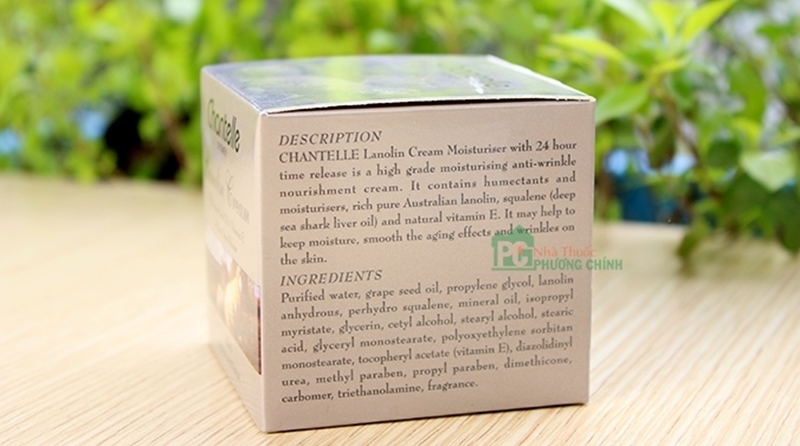 Chantelle
Cream
DESCRIPTION
CHANTELLE Lanolin Cream Moisturiser with 24 hour
time release is a high grade moisturising anti-wrinkle
nourishment cream. It contains humectants and
moisturisers, rich pure Australian lanolin, squalene (deep
sea shark liver oil) and natural vitamin E. It may help to
keep moisture, smooth the aging effects and wrinkles on
the skin.
PC Nhà Thuốc
PHƯƠNG CHÍNH
INGREDIENTS
Purified water, grape seed oil, propylene glycol, lanolin
anhydrous, perhydro squalene, mineral oil, isopropyl
myristate, glycerin, cetyl alcohol, stearyl alcohol, stearic
acid, glyceryl monostearate, polyoxyethylene sorbitan
monostearate, tocopheryl acetate (vitamin E), diazolidinyl
urea, methyl paraben, propyl paraben, dimethicone,
carbomer, triethanolamine, fragrance.